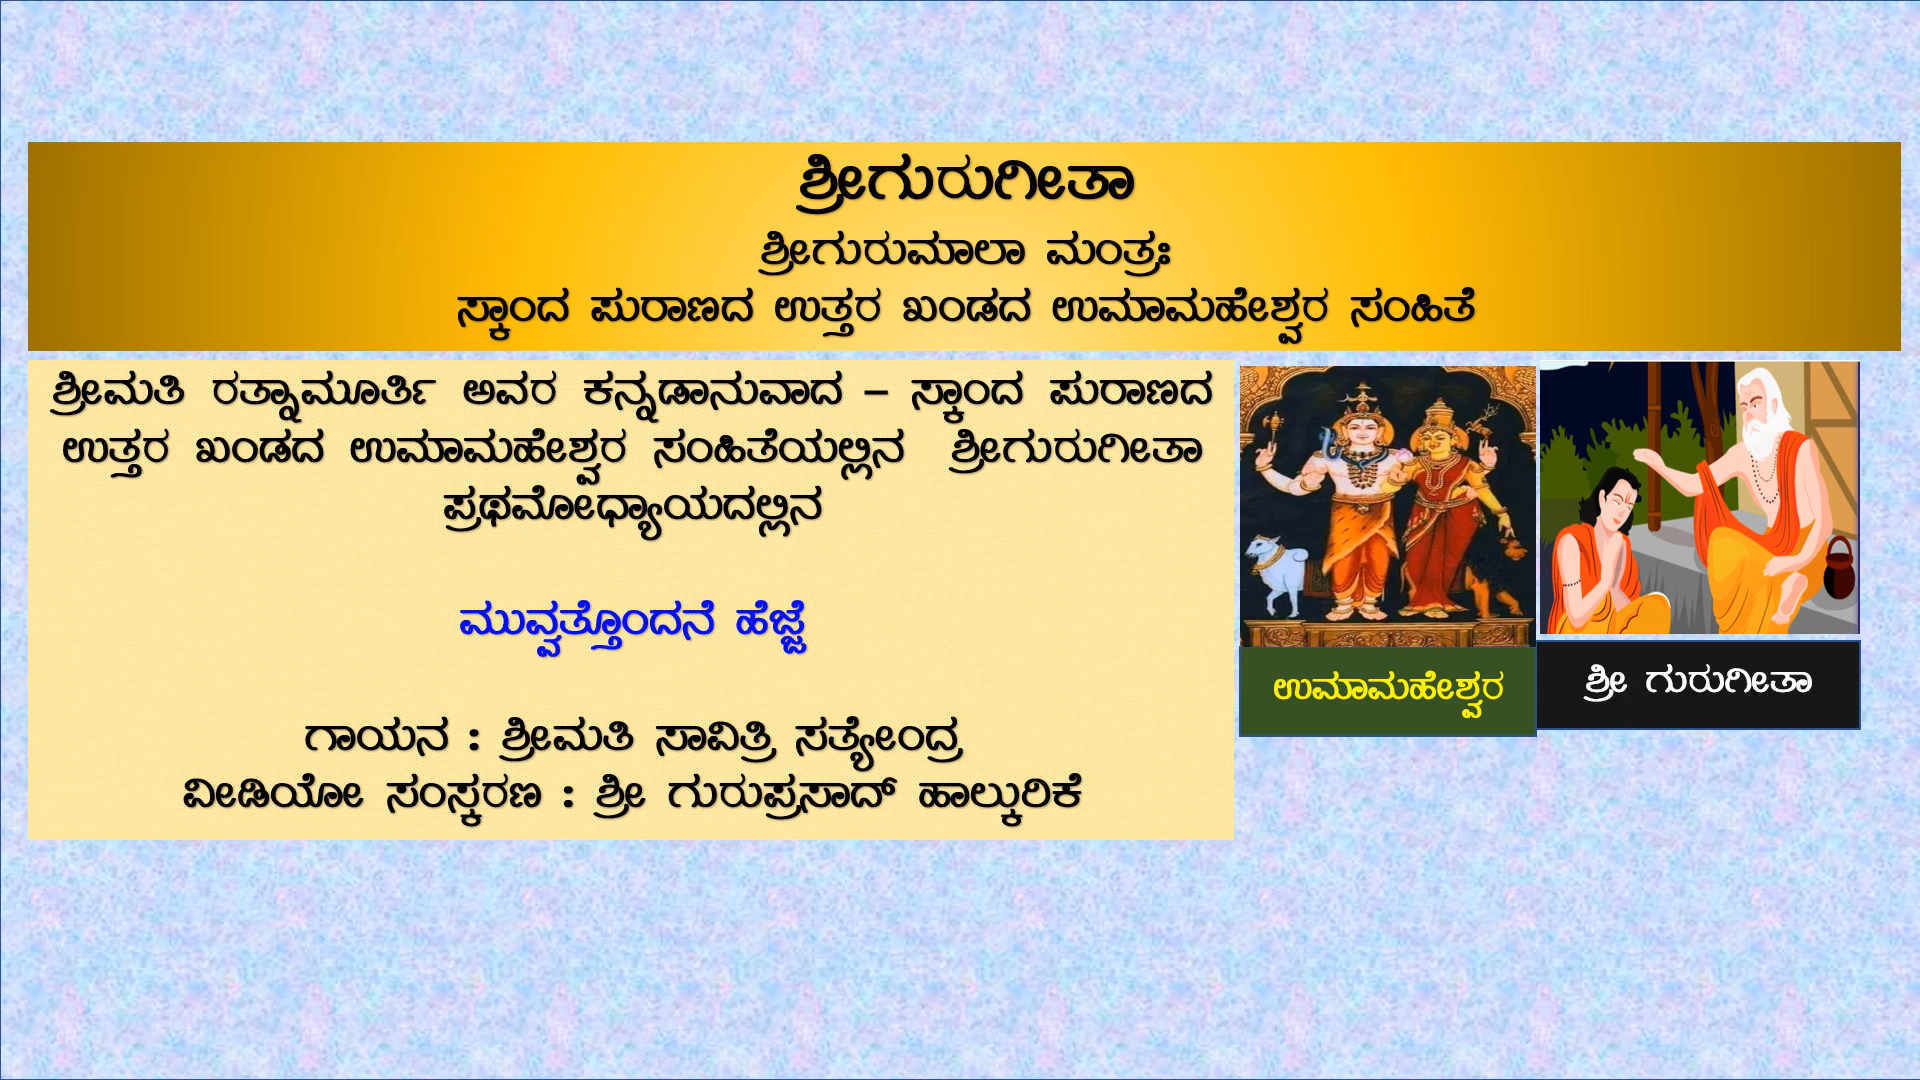 ಶ್ರೀಗುರುಗೀತಾ
ಶ್ರೀಗುರುಮಾಲಾ ಮಂತ್ರಃ
ಸ್ಕಾಂದ ಪುರಾಣದ ಉತ್ತರ ಖಂಡದ ಉಮಾಮಹೇಶ್ವರ ಸಂಹಿತೆ
ಶ್ರೀಮತಿ ರತ್ನಾಮೂರ್ತಿ ಅವರ ಕನ್ನಡಾನುವಾದ – ಸ್ಕಾಂದ ಪುರಾಣದ
ಉತ್ತರ ಖಂಡದ ಉಮಾಮಹೇಶ್ವರ ಸಂಹಿತೆಯಲ್ಲಿನ ಶ್ರೀಗುರುಗೀತಾ
ಪ್ರಥಮೋಧ್ಯಾಯದಲ್ಲಿನ
ಮುವ್ವತ್ತೊಂದನೆ ಹೆಜ್ಜೆ
ಗಾಯನ : ಶ್ರೀಮತಿ ಸಾವಿತ್ರಿ ಸತ್ಯೇಂದ್ರ
ವೀಡಿಯೋ ಸಂಸ್ಕರಣ : ಶ್ರೀ ಗುರುಪ್ರಸಾದ್ ಹಾಲ್ಕುರಿಕೆ
ಉಮಾಮಹೇಶ್ವರ
ಶ್ರೀ ಗುರುಗೀತಾ